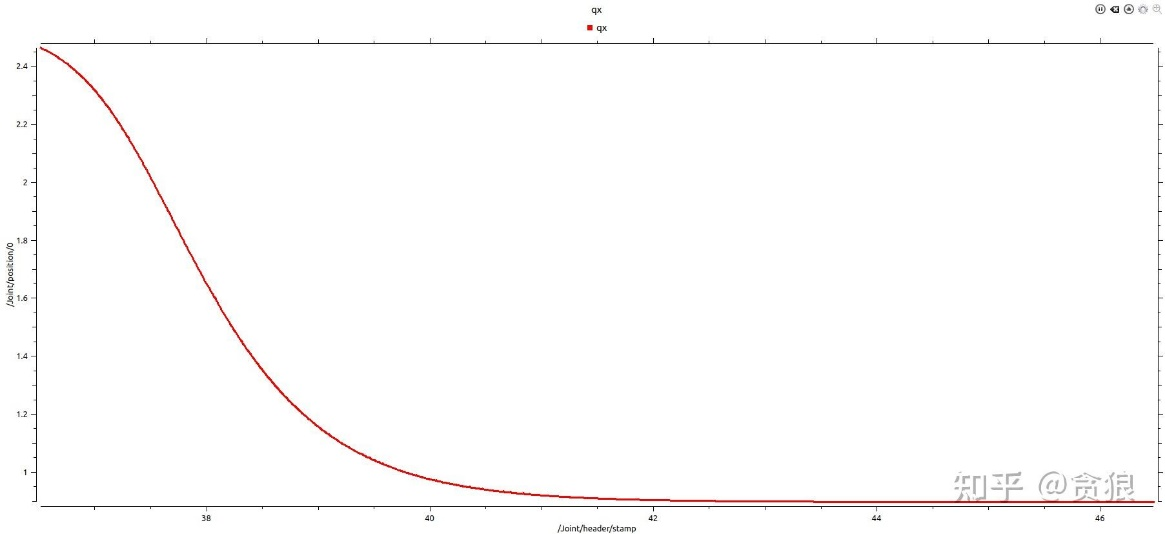 qx
qx
2.4
2.2
2
1.8
1.6
1.4
1.2
1
/Joint/position/0
38
40
42
44
46
/Joint/header/stamp
知乎 @贪狼